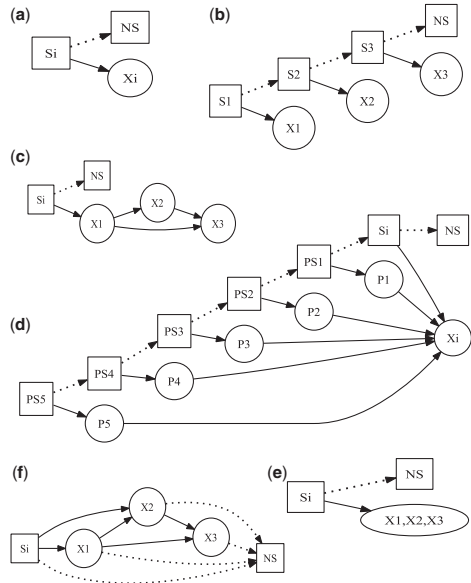 (a)
NS
Si
Xi
(b)
NS
S3
S2
X3
S1
X2
X1
(c)
NS
Si
X2
X1
X3
(d)
Si
NS
PS1
P1
PS2
P2
Xi
PS3
P3
PS4
P4
PS5
P5
(f)
X2
X3
Si
X1
NS
(e)
NS
Si
X1,X2,X3